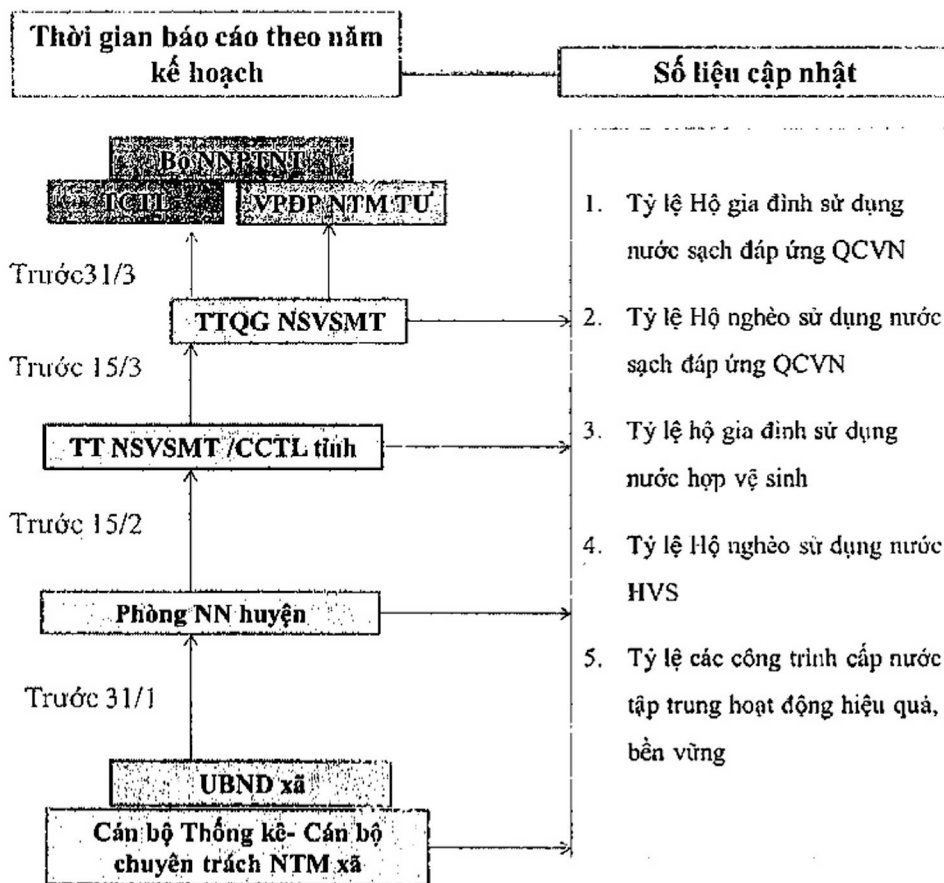 Thời gian báo cáo theo năm
kế hoạch
Số liệu cập nhật
Bộ NNPTNT
TCTL
VPĐP NTM TƯ
Trước31/3
TTQG NSVSMT
Trước 15/3
TT NSVSMT /CCTL tỉnh
Trước 15/2
Phòng NN huyện
Trước 31/1
UBND xã
Cán bộ Thống kê- Cán bộ
chuyên trách NTM xã
1. Tỷ lệ Hộ gia đình sử dụng
nước sạch đáp ứng QCVN
2. Tỷ lệ Hộ nghèo sử dụng nước
sạch đáp ứng QCVN
3. Tỷ lệ hộ gia đình sử dụng
nước hợp vệ sinh
4. Tỷ lệ Hộ nghèo sử dụng nước
HVS
5. Tỷ lệ các công trình cấp nước
tập trung hoạt động hiệu quả,
bền vững